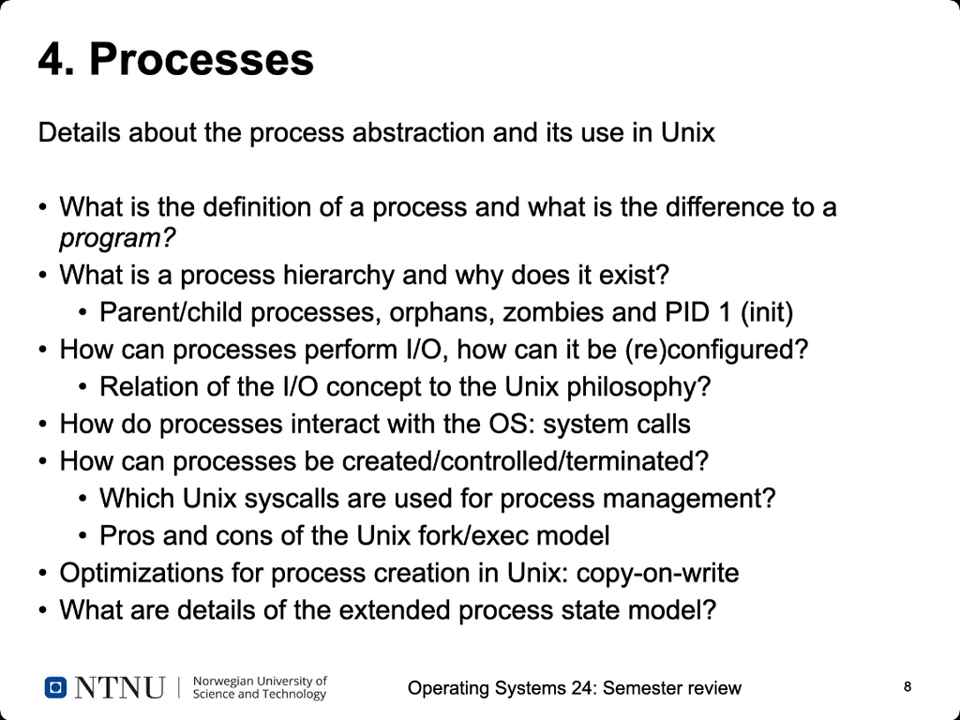 4. Processes
Details about the process abstraction and its use in Unix
• What is the definition of a process and what is the difference to a
program?
• What is a process hierarchy and why does it exist?
• Parent/child processes, orphans, zombies and PID 1 (init)
• How can processes perform I/O, how can it be (re)configured?
• Relation of the I/O concept to the Unix philosophy?
• How do processes interact with the OS: system calls
• How can processes be created/controlled/terminated?
• Which Unix syscalls are used for process management?
• Pros and cons of the Unix fork/exec model
• Optimizations for process creation in Unix: copy-on-write
• What are details of the extended process state model?
NTNU
Norwegian University of
Science and Technology
Operating Systems 24: Semester review
8